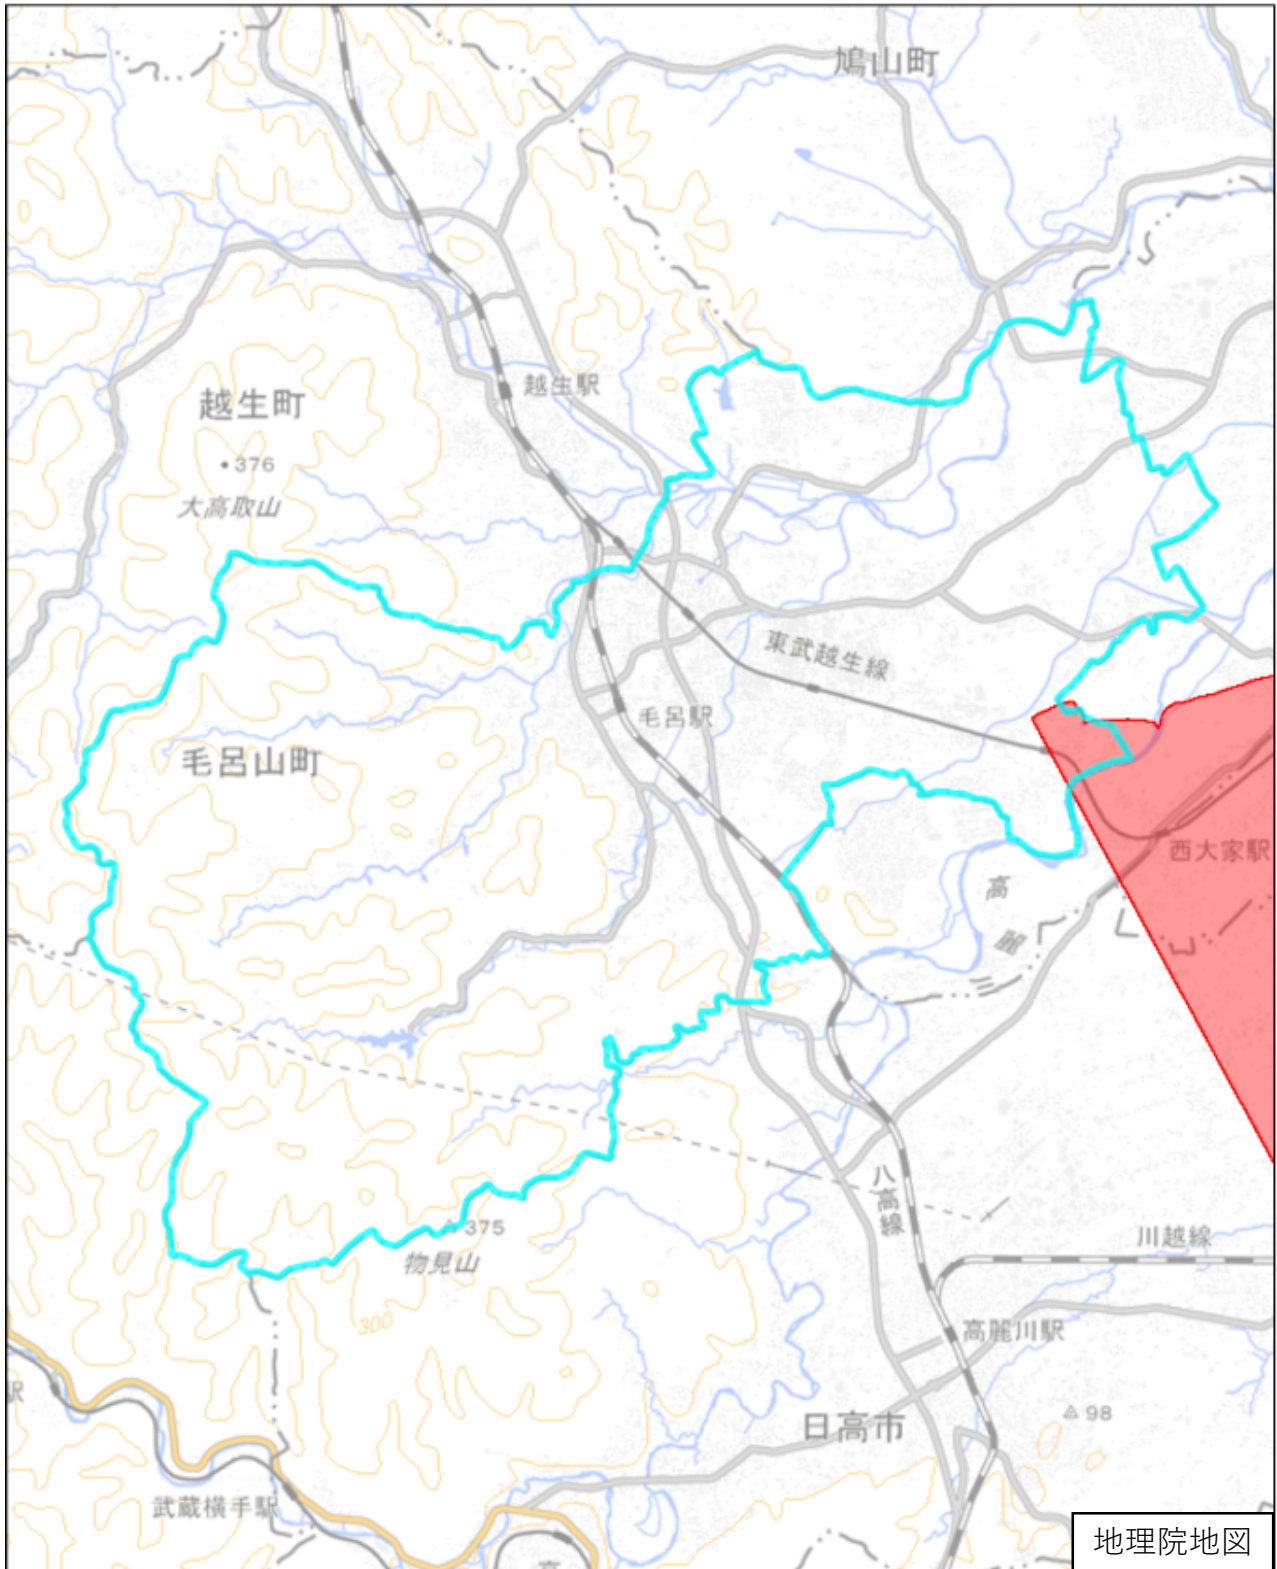 鳩山町
越生駅
越生町
376
大高取山
東武越生線
毛呂駅
毛呂山町
西大家駅
高
麗
八高線
375
物見山
川越線
300
高麗川駅
駅
98
日高市
武蔵横手駅
地理院地図
高